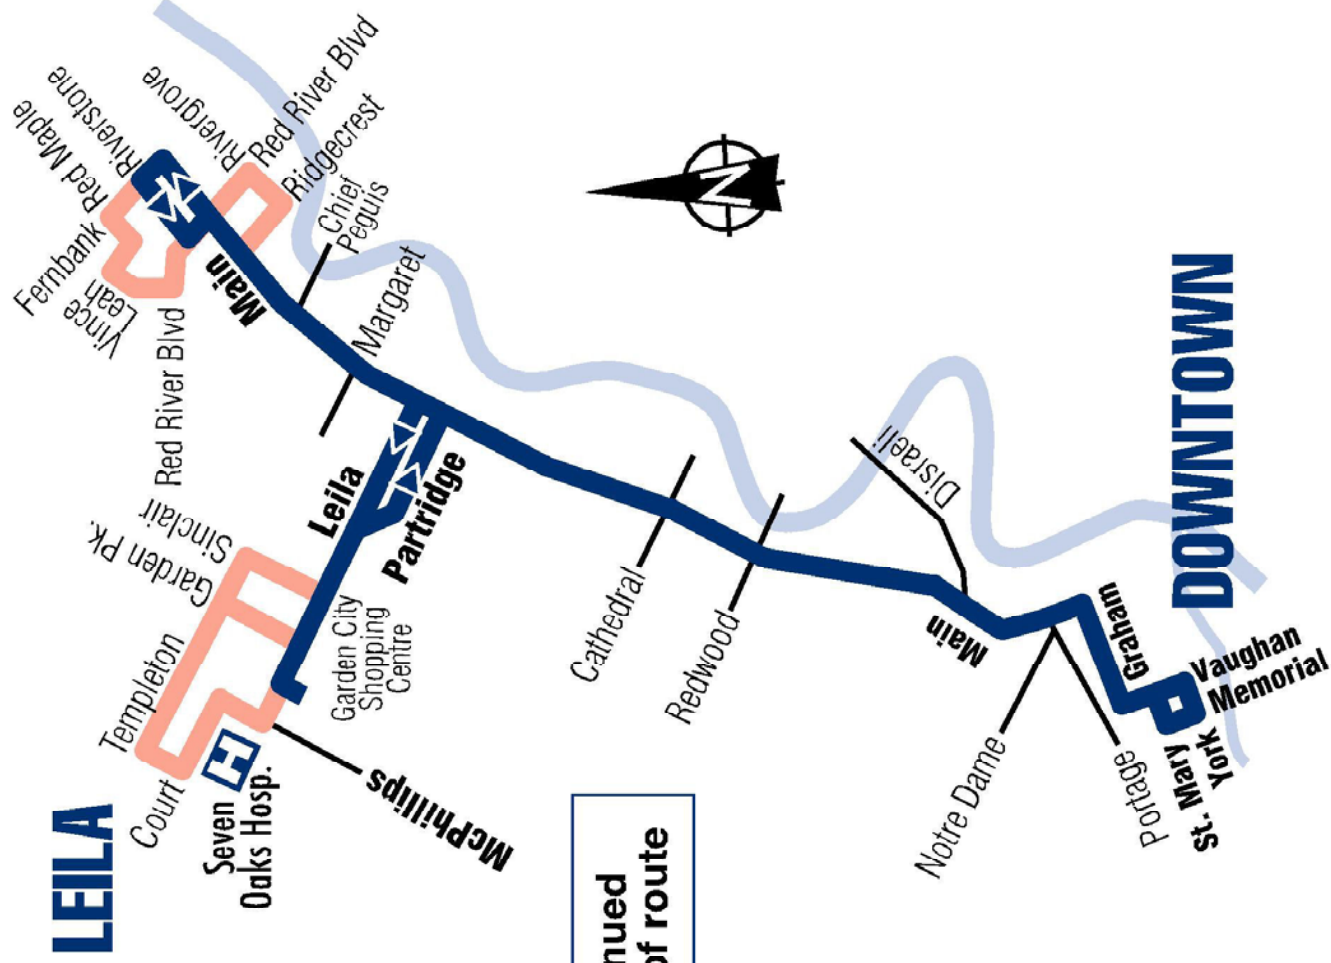 Red Maple
Riverstone
Rivergrove
Red River Blvd
Ridgecrest
Fernbank
Vince
Leah
Red River Blvd
Main
Chief
Peguis
Margaret
Sinclair
Garden Pk.
Templeton
Court
Leila
Partridge
Garden City
Shopping
Centre
H
Seven
Oaks Hosp.
McPhillips
LEILA
N
Cathedral
Redwood
Disraeli
Main
Notre Dame
Portage
Graham
Vaughan
Memorial
York
St. Mary
DOWNTOWN
nued
of route